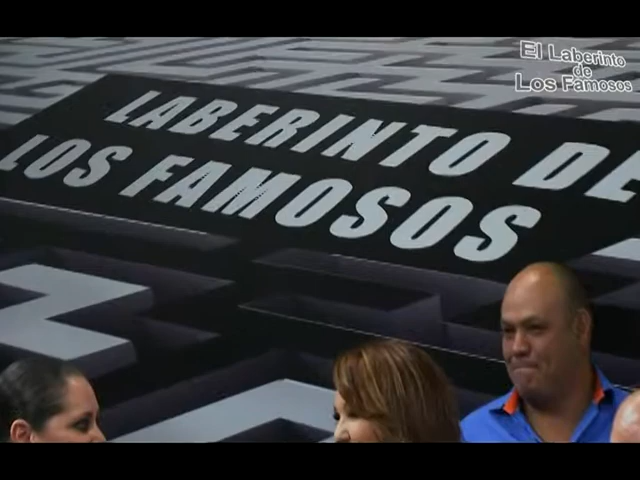 El Laberinto
de
Los Famosos
LABERINTO DE
LOS FAMOSOS